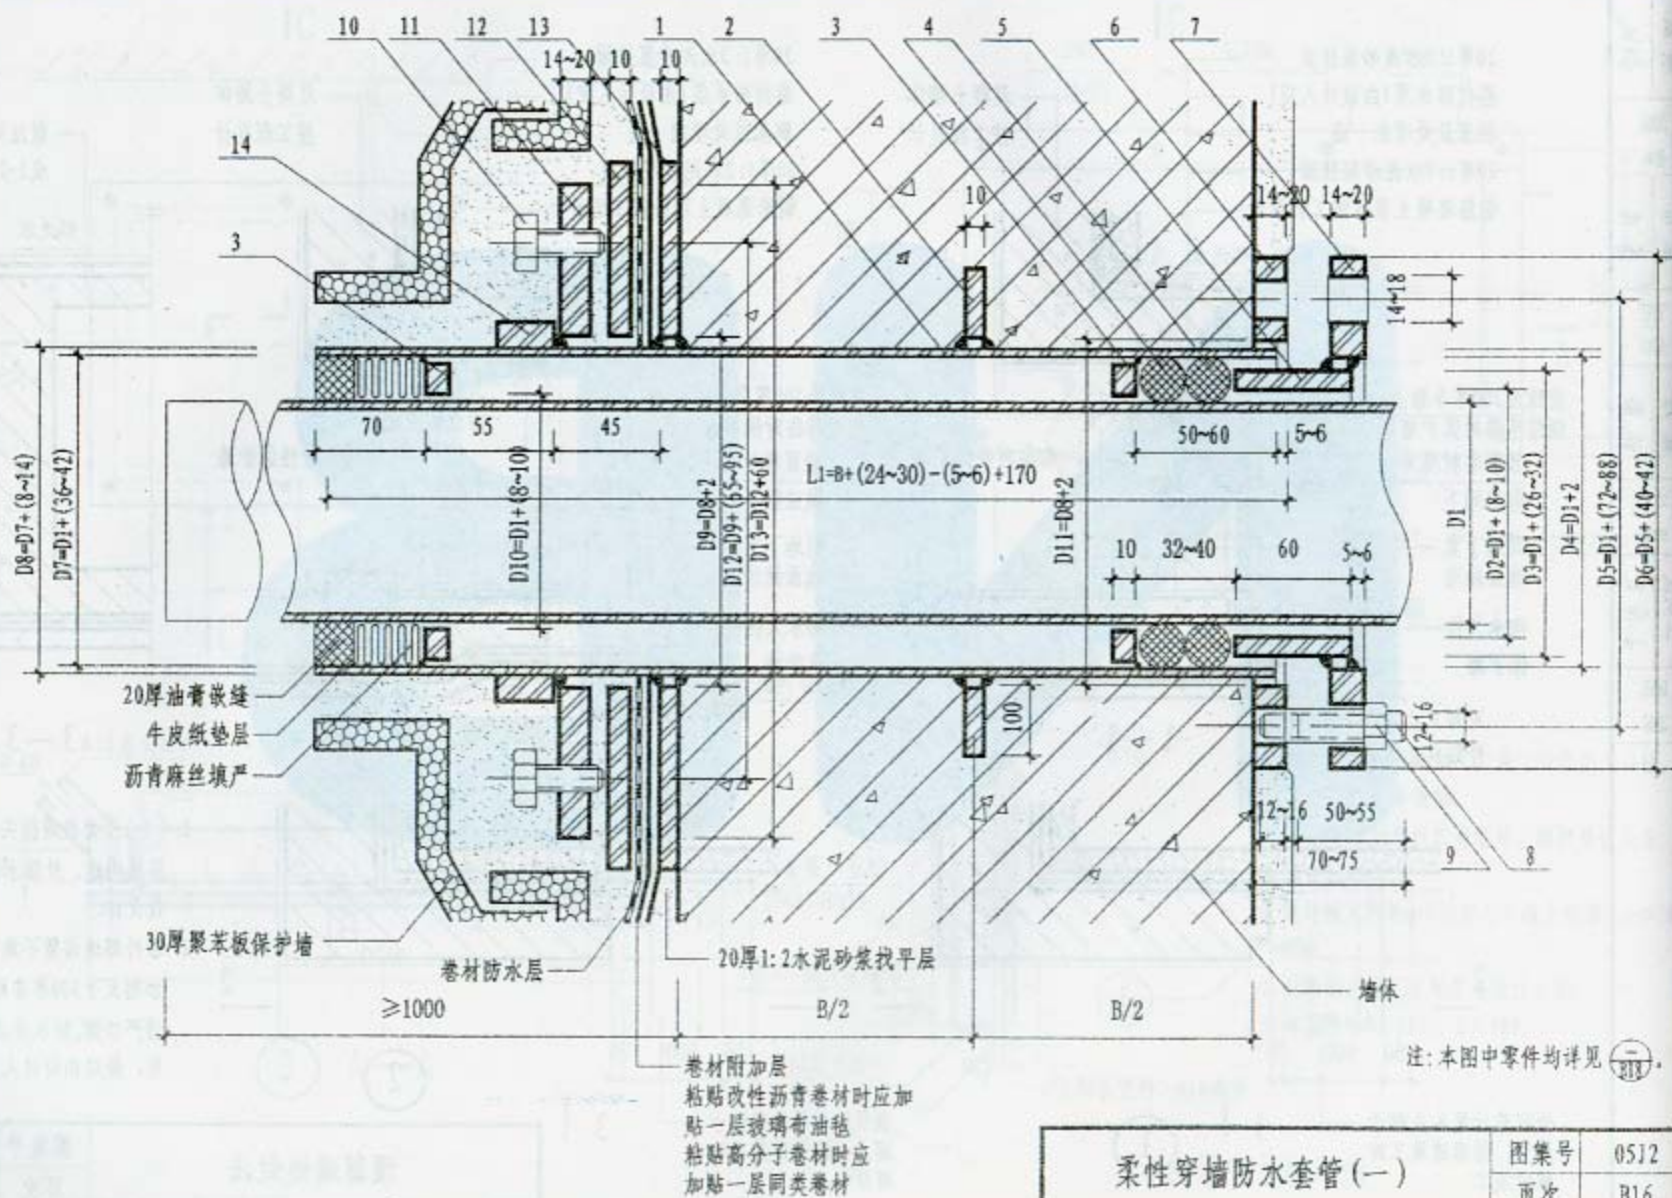 10 11 12 13 1 2 3 4 5 6 7
14~20 10 10
14
3
10
14~20 14~20
14~18
70 55 45
50~60 5~6
L1=B+(24~30)-(5~6)+170
10 32~40 60 5~6
D8=D7+(8~14)
D7=D1+(36~42)
D10=D1+(8~10)
D9=D8+2
D12=D9+(65~95)
D13=D12+60
D11=D8+2
D1
D2=D1+(8~10)
D3=D1+(26~32)
D4=D1+2
D5=D1+(72~88)
D6=D5+(40~42)
20厚油膏嵌缝
牛皮纸垫层
沥青麻丝填严
100
12~16
12~16 50~55
70~75
9 8
30厚聚苯板保护墙
卷材防水层
20厚1:2水泥砂浆找平层
墙体
≥1000 B/2 B/2
卷材附加层
粘贴改性沥青卷材时应加
贴一层玻璃布油毡
粘贴高分子卷材时应
加贴一层同类卷材
注:本图中零件均详见 一 B18 .
柔性穿墙防水套管(一)
图集号 05J2
页次 B16